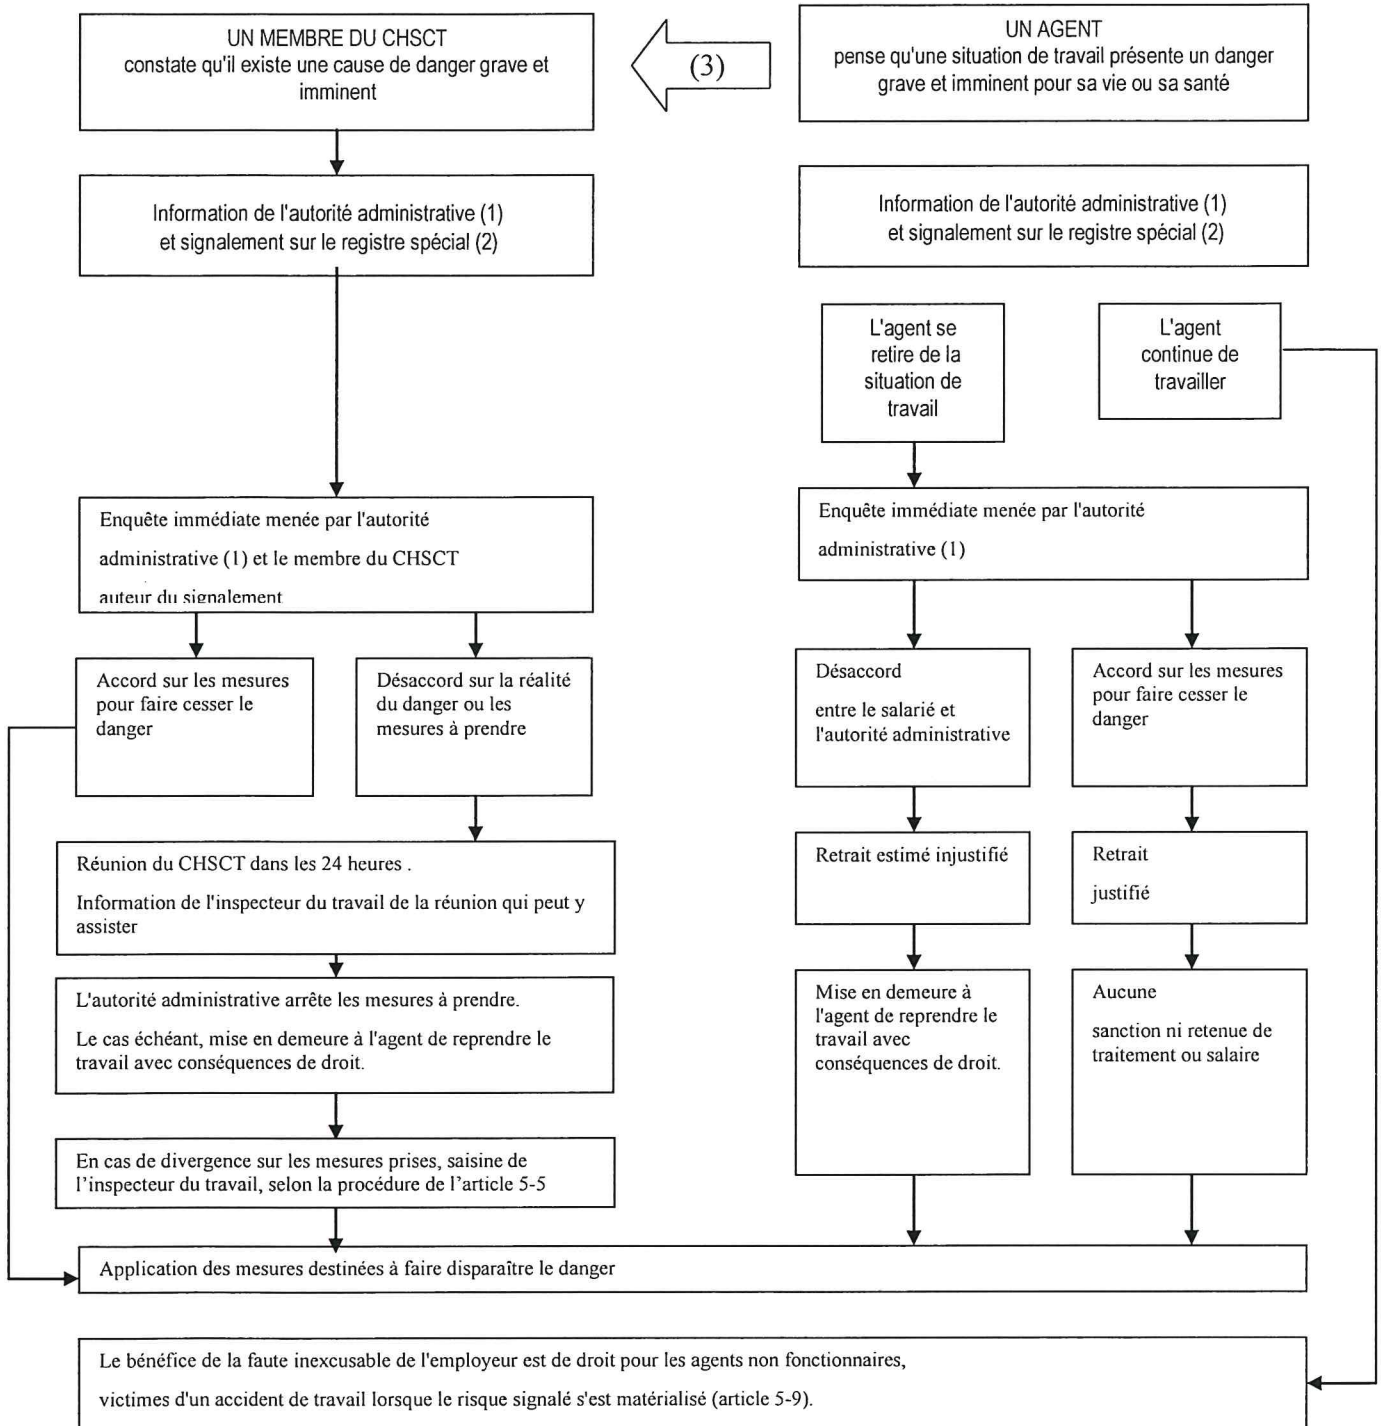 UN MEMBRE DU CHSCT
constate qu'il existe une cause de danger grave et
imminent
(3)
UN AGENT
pense qu'une situation de travail présente un danger
grave et imminent pour sa vie ou sa santé
Information de l'autorité administrative (1)
et signalement sur le registre spécial (2)
Information de l'autorité administrative (1)
et signalement sur le registre spécial (2)
L'agent se
retire de la
situation de
travail
L'agent
continue de
travailler
Enquête immédiate menée par l'autorité
administrative (1) et le membre du CHSCT
auteur du signalement
Enquête immédiate menée par l'autorité
administrative (1)
Accord sur les mesures
pour faire cesser le
danger
Désaccord sur la réalité
du danger ou les
mesures à prendre
Désaccord
entre le salarié et
l'autorité administrative
Accord sur les mesures
pour faire cesser le
danger
Réunion du CHSCT dans les 24 heures .
Information de l'inspecteur du travail de la réunion qui peut y
assister
Retrait estimé injustifié
Retrait
justifié
L'autorité administrative arrête les mesures à prendre.
Le cas échéant, mise en demeure à l'agent de reprendre le
travail avec conséquences de droit.
Mise en demeure à
l'agent de reprendre le
travail avec
conséquences de droit.
Aucune
sanction ni retenue de
traitement ou salaire
En cas de divergence sur les mesures prises, saisine de
l'inspecteur du travail, selon la procédure de l'article 5-5
Application des mesures destinées à faire disparaître le danger
Le bénéfice de la faute inexcusable de l'employeur est de droit pour les agents non fonctionnaires,
victimes d'un accident de travail lorsque le risque signalé s'est matérialisé (article 5-9).